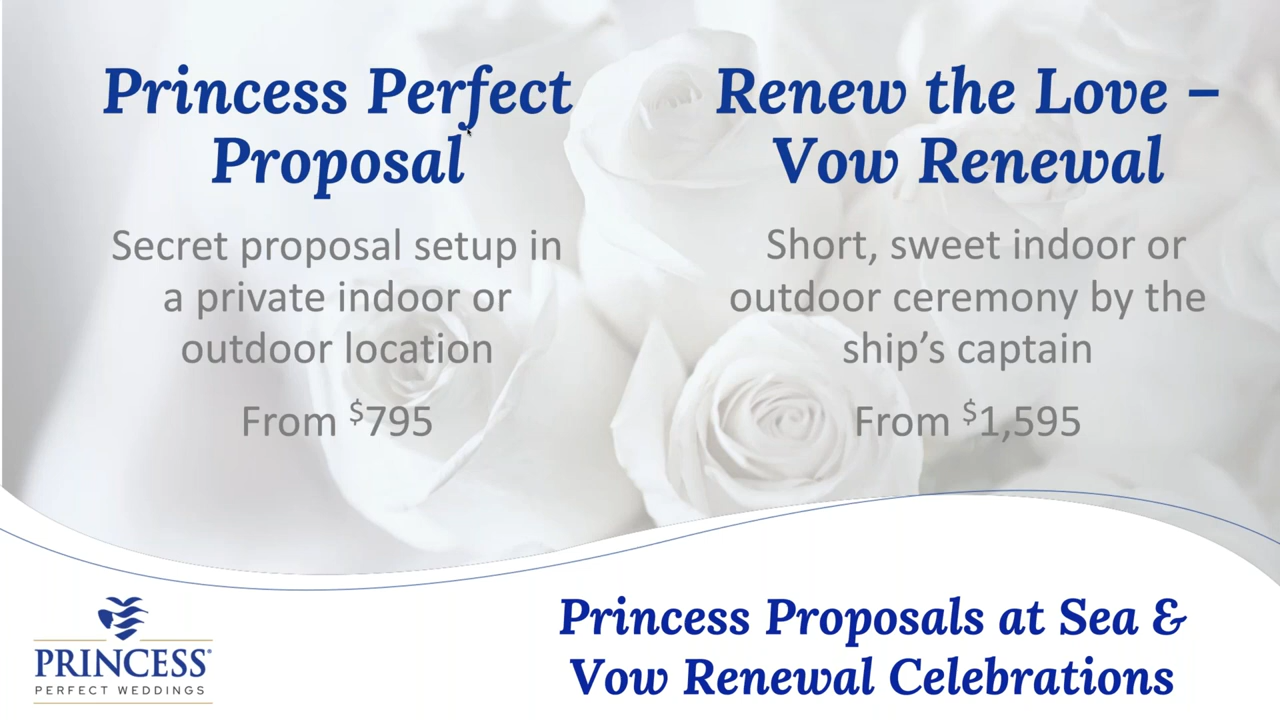 Princess Perfect
Proposal
Secret proposal setup in
a private indoor or
outdoor location
From $795
Renew the Love –
Vow Renewal
Short, sweet indoor or
outdoor ceremony by the
ship’s captain
From $1,595
PRINCESS®
PERFECT WEDDINGS
Princess Proposals at Sea &
Vow Renewal Celebrations